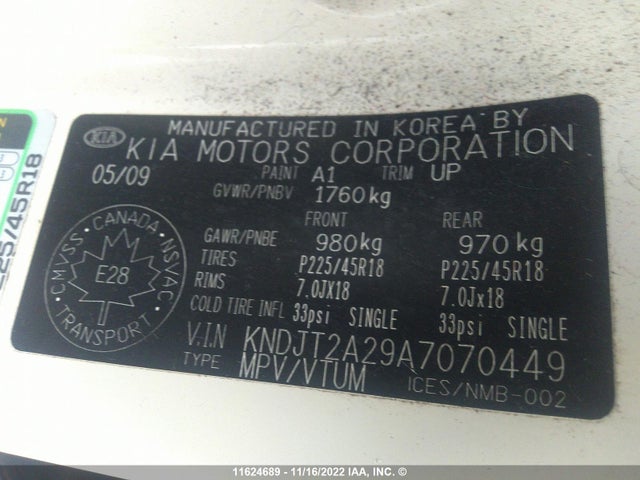 MANUFACTURED IN KOREA BY
KIA KIA MOTORS CORPORATION
05/09 PAINT A1 TRIM UP
GVWR/PNBV 1760kg
FRONT REAR
GAWR/PNBE 980kg 970kg
TIRES P225/45R18 P225/45R18
RIMS 7.0JX18 7.0Jx18
COLD TIRE INFL 33psi SINGLE 33psi SINGLE
V.I.N KNDJT2A29A7070449
TYPE MPV/VTUM ICES/NMB-002
CMVSS · CANADA · NSVAC
E28
TRANSPORT
225/45R18
11624689 - 11/16/2022 IAA, INC. ©